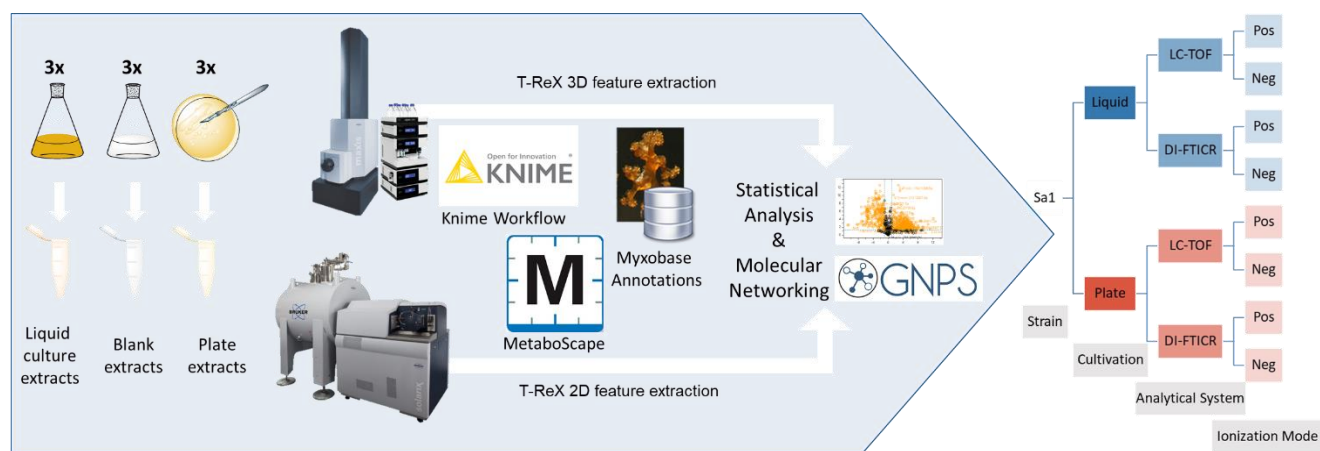 3x
3x
3x
Liquid
culture
extracts
Blank
extracts
Plate
extracts
T-ReX 3D feature extraction
Open for Innovation
KNIME
Knime Workflow
M
MetaboScape
Myxobase
Annotations
T-ReX 2D feature extraction
BRUKER
Statistical
Analysis
&
Molecular
Networking
GNPS
Sa1
Liquid
Plate
LC-TOF
DI-FTICR
LC-TOF
DI-FTICR
Pos
Neg
Pos
Neg
Pos
Neg
Pos
Neg
Strain
Cultivation
Analytical System
Ionization Mode